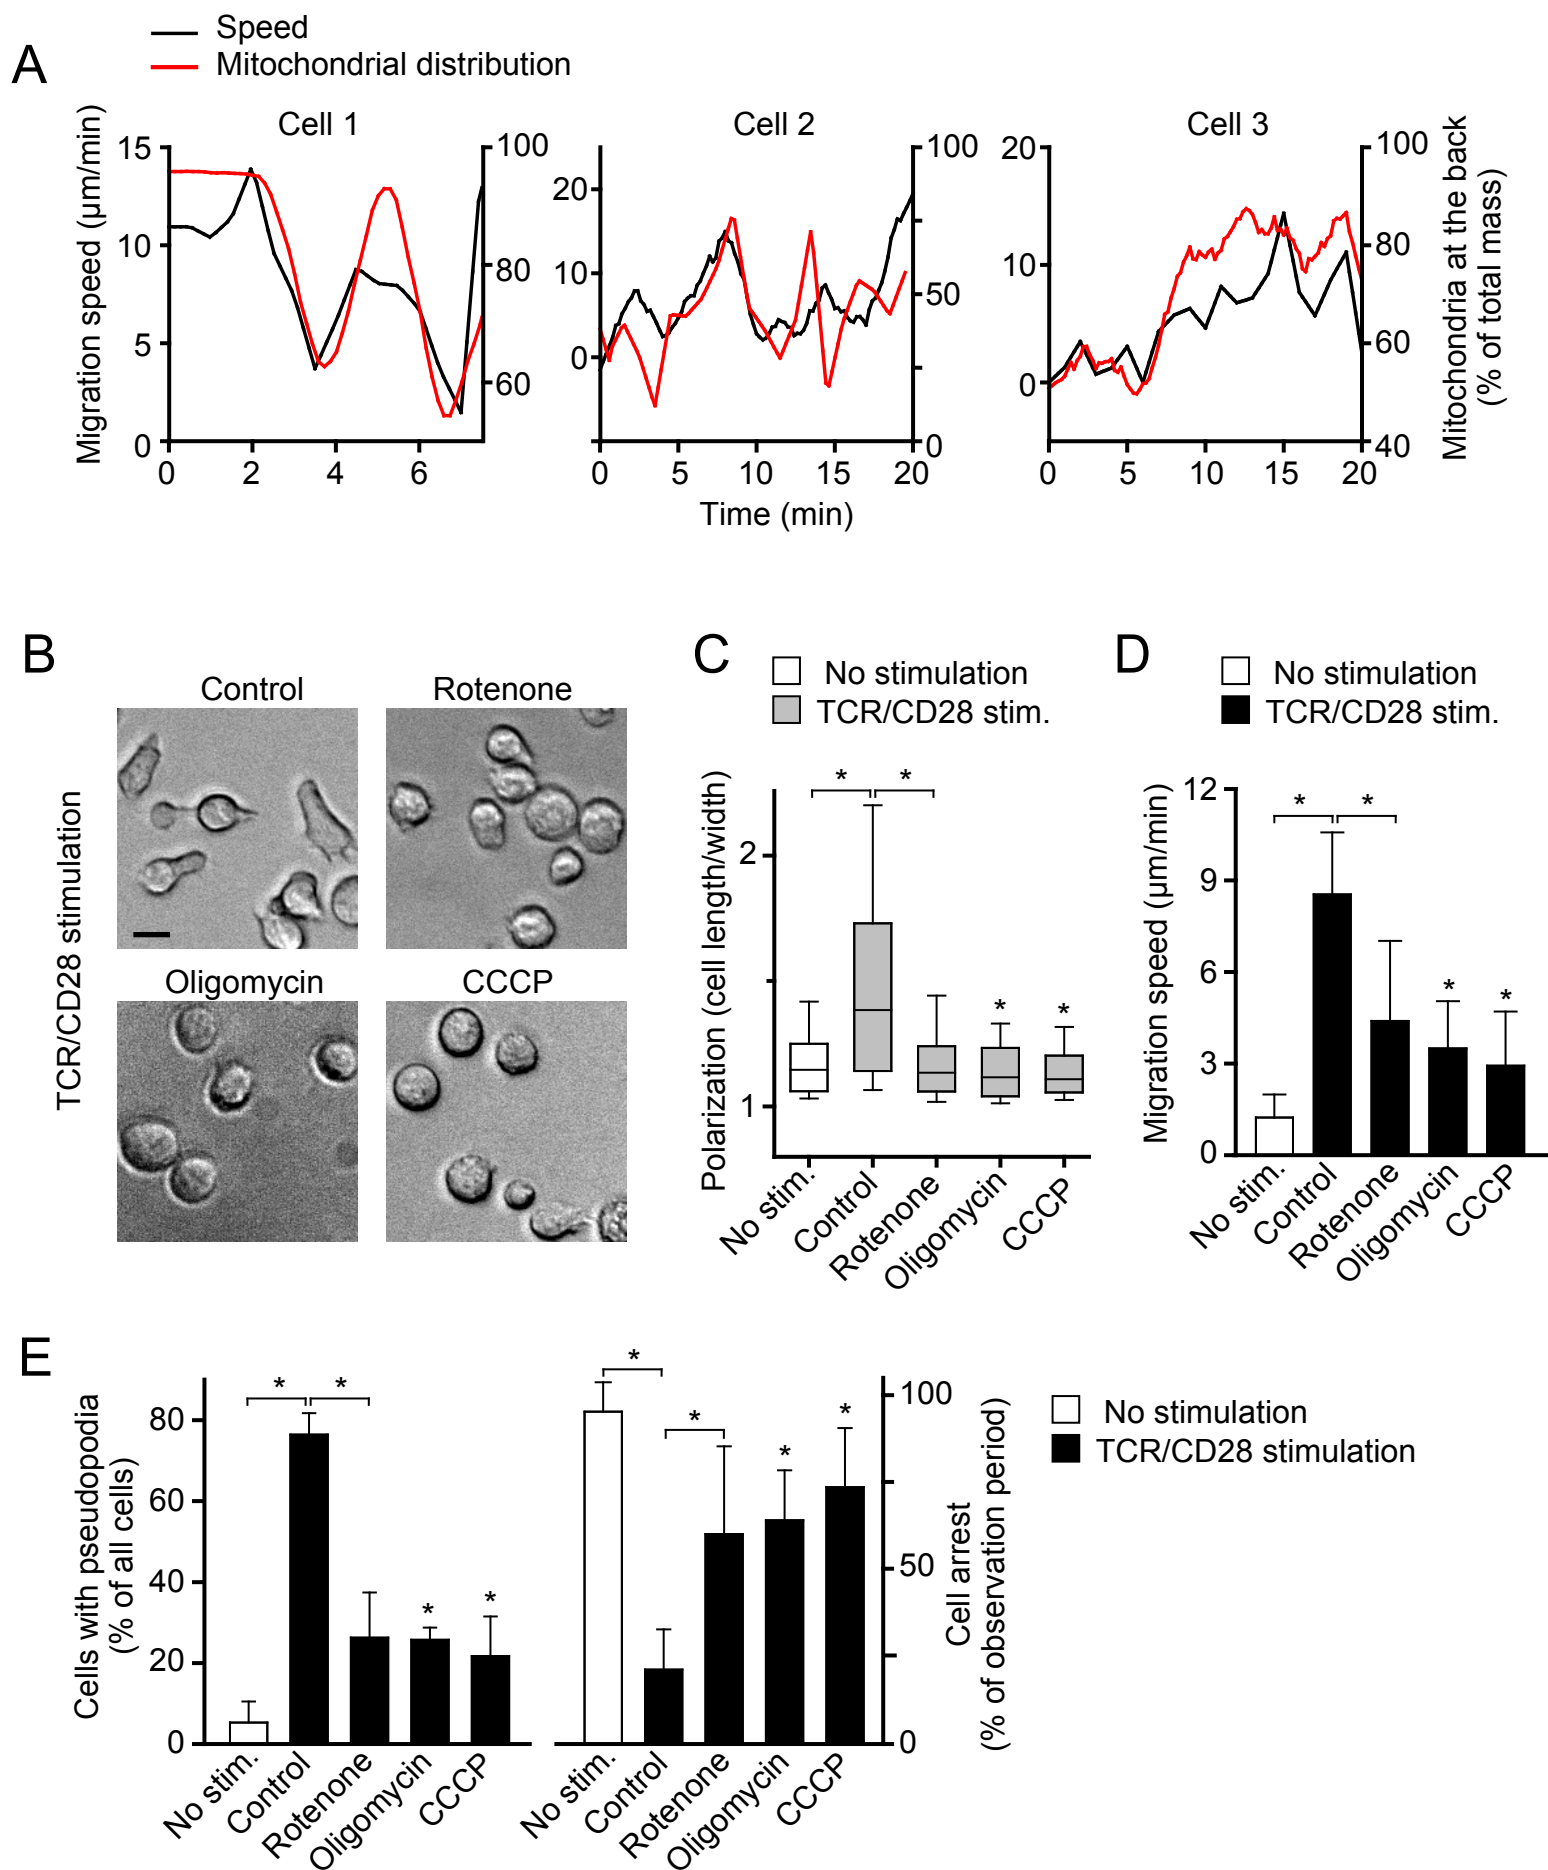 A
Speed
Mitochondrial distribution
Cell 1
Cell 2
Cell 3
Migration speed (µm/min)
15
10
5
0
100
80
60
0
2
4
6
20
10
0
100
50
0
0
5
10
15
20
20
10
0
100
80
60
40
0
5
10
15
20
Mitochondria at the back
(% of total mass)
Time (min)
B
TCR/CD28 stimulation
Control
Rotenone
Oligomycin
CCCP
C
No stimulation
TCR/CD28 stim.
Polarization (cell length/width)
2
1
*
*
*
*
No stim.
Control
Rotenone
Oligomycin
CCCP
D
No stimulation
TCR/CD28 stim.
Migration speed (µm/min)
12
9
6
3
0
*
*
*
*
No stim.
Control
Rotenone
Oligomycin
CCCP
E
Cells with pseudopodia
(% of all cells)
80
60
40
20
0
*
*
*
*
No stim.
Control
Rotenone
Oligomycin
CCCP
*
*
*
*
100
50
0
Cell arrest
(% of observation period)
No stim.
Control
Rotenone
Oligomycin
CCCP
No stimulation
TCR/CD28 stimulation